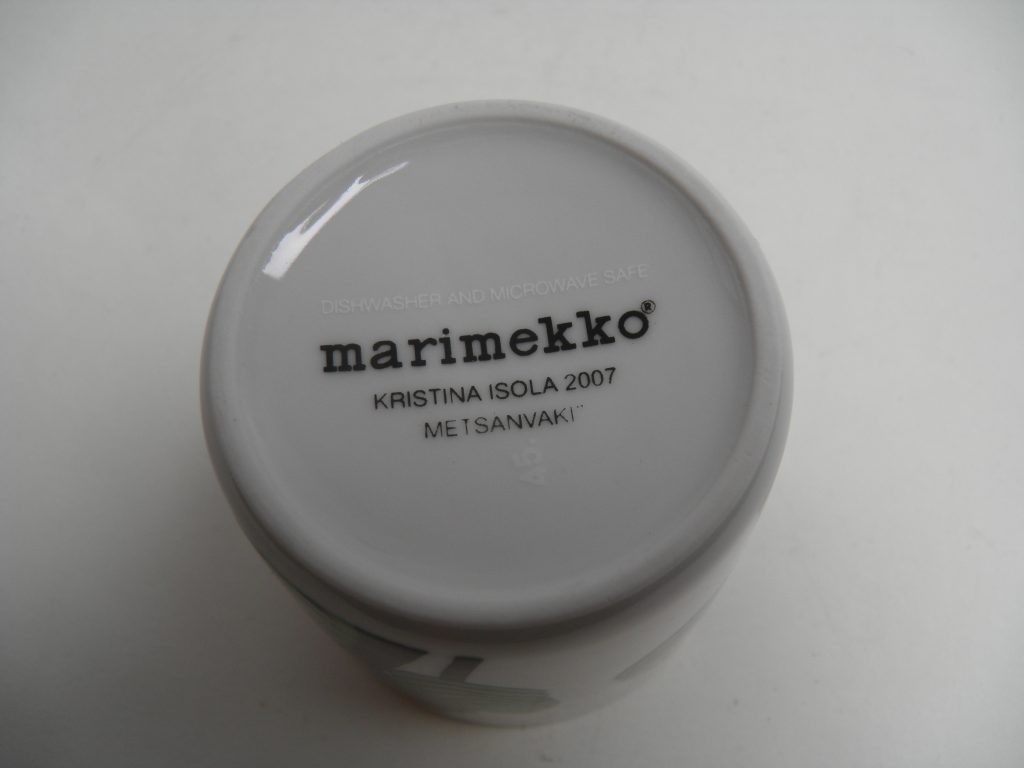 DISHWASHER AND MICROWAVE SAFE
marimekko®
KRISTINA ISOLA 2007
METSANVAKI¨